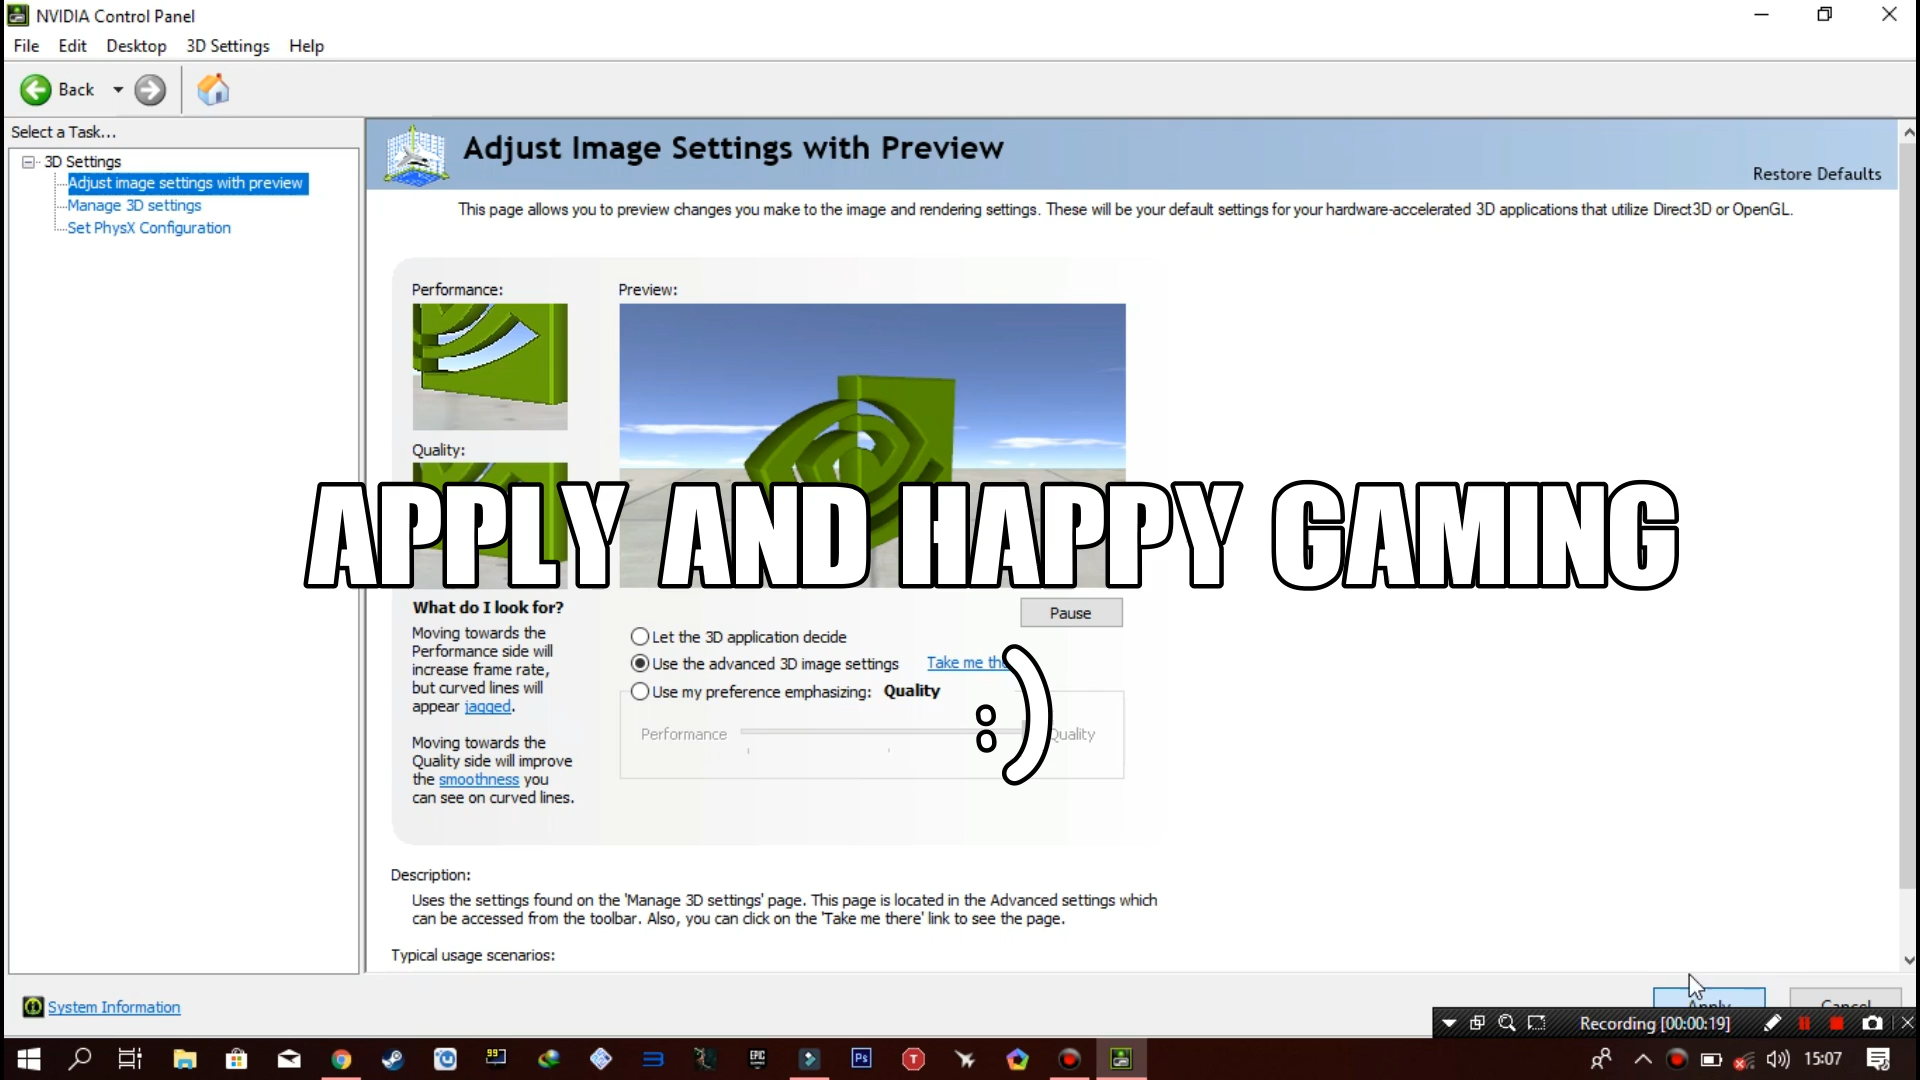 NVIDIA Control Panel
File Edit Desktop 3D Settings Help
Back
Select a Task...
3D Settings
Adjust image settings with preview
Manage 3D settings
Set PhysX Configuration
Adjust Image Settings with Preview
Restore Defaults
This page allows you to preview changes you make to the image and rendering settings. These will be your default settings for your hardware-accelerated 3D applications that utilize Direct3D or OpenGL.
Performance:
Preview:
Quality:
APPLY AND HAPPY GAMING
:)
What do I look for?
Moving towards the
Performance side will
increase frame rate,
but curved lines will
appear jagged.
Moving towards the
Quality side will improve
the smoothness you
can see on curved lines.
Pause
Let the 3D application decide
Use the advanced 3D image settings Take me
Use my preference emphasizing: Quality
Performance Quality
Description:
Uses the settings found on the 'Manage 3D settings' page. This page is located in the Advanced settings which
can be accessed from the toolbar. Also, you can click on the 'Take me there' link to see the page.
Typical usage scenarios:
System Information
Apply Cancel
Recording [00:00:19]
99
EPIC
Ps
T
15:07